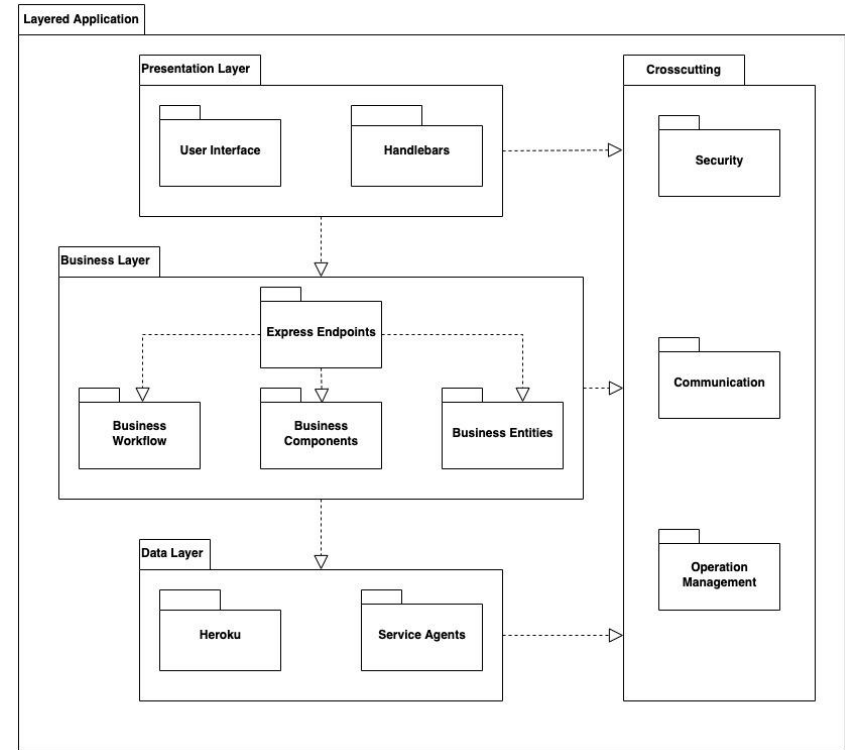 Layered Application
Presentation Layer
User Interface
Handlebars
Crosscutting
Security
Business Layer
Express Endpoints
Business
Workflow
Business
Components
Business Entities
Communication
Data Layer
Heroku
Service Agents
Operation
Management